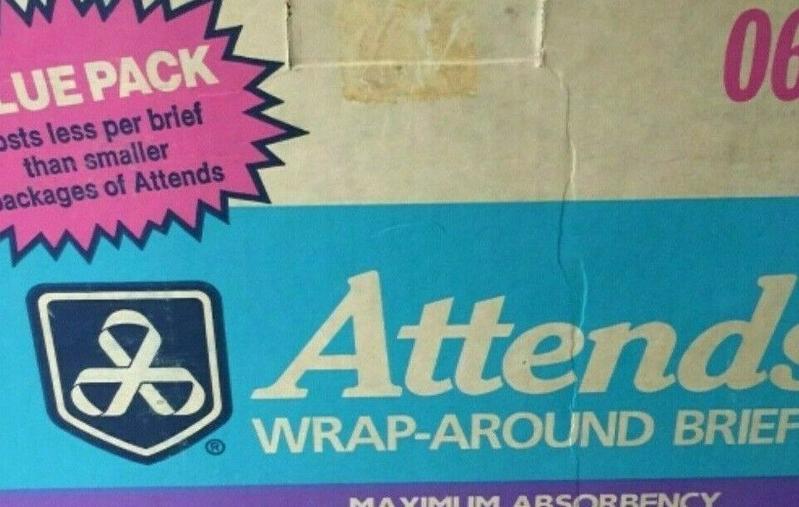 LUE PACK
osts less per brief
than smaller
ackages of Attends
06
Attends
WRAP-AROUND BRIEF
®
MAXIMUM ABSORBENCY